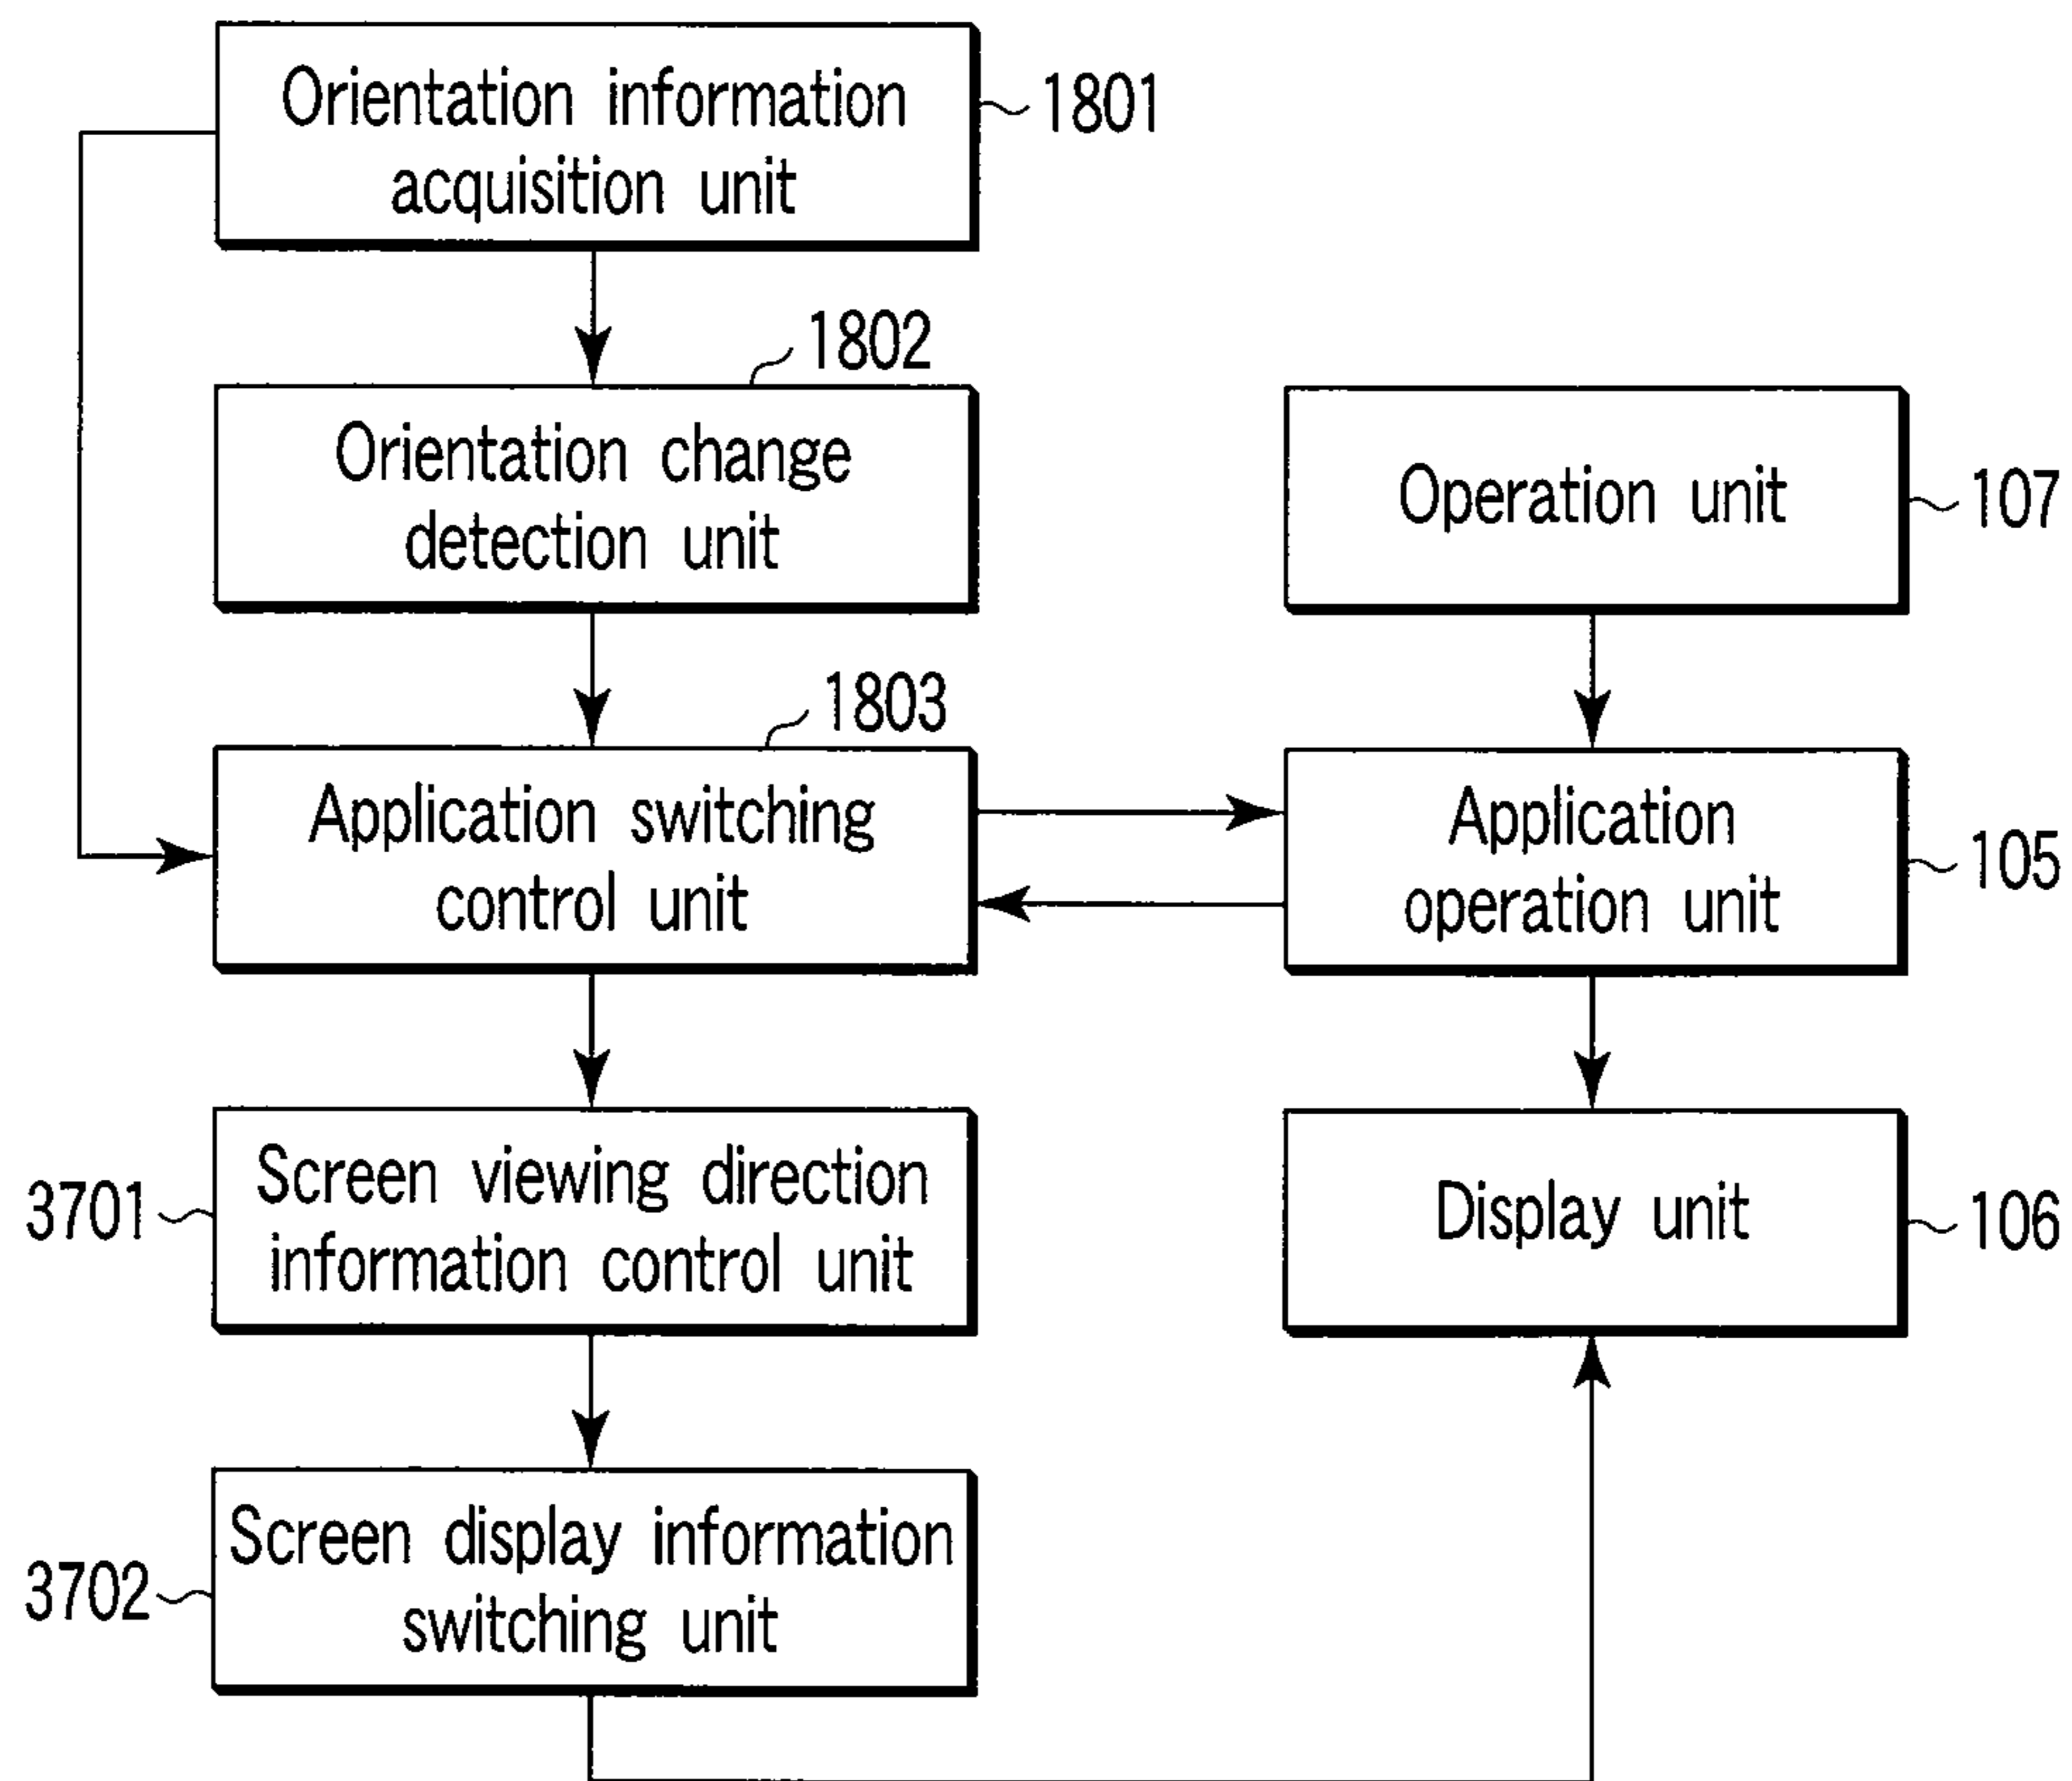 Orientation information
acquisition unit
1801
1802
Orientation change
detection unit
Operation unit
107
1803
Application switching
control unit
Application
operation unit
105
3701
Screen viewing direction
information control unit
Display unit
106
3702
Screen display information
switching unit